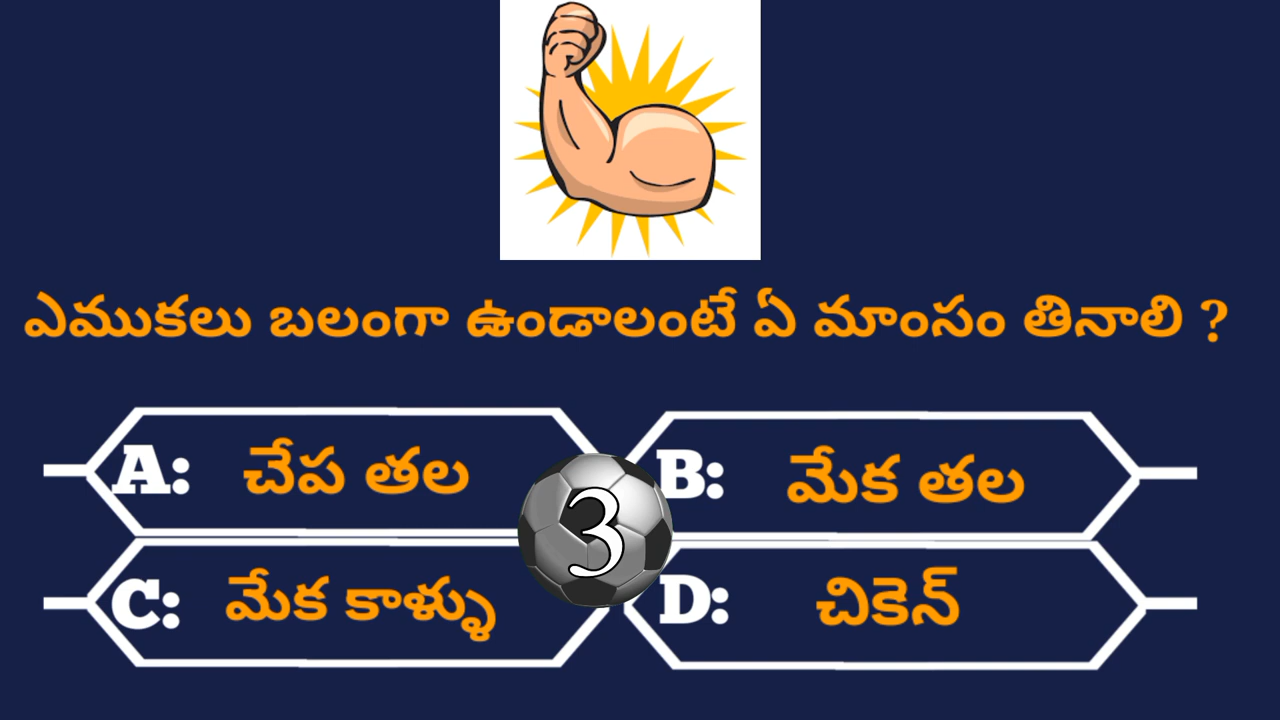 ఎముకలు బలంగా ఉండాలంటే ఏ మాంసం తినాలి ?
A: చేప తల
B: మేక తల
3
C: మేక కాళ్ళు
D: చికెన్